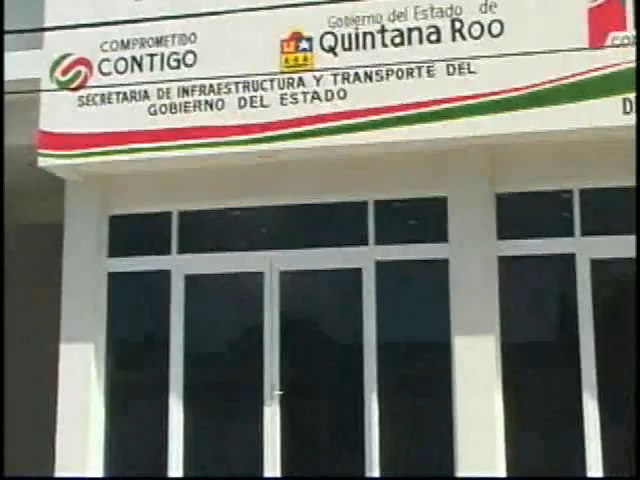 Gobierno del Estado de
Quintana Roo
COMPROMETIDO
CONTIGO
SECRETARIA DE INFRAESTRUCTURA Y TRANSPORTE DEL
GOBIERNO DEL ESTADO